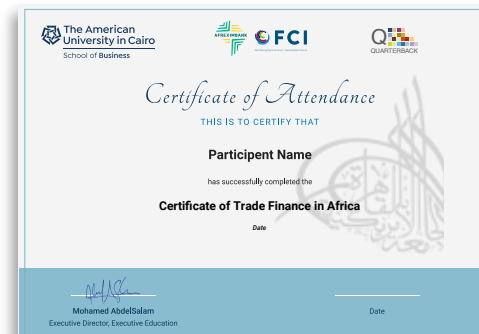 The American
University in Cairo
School of Business
AFREXIMBANK
FCI
QUARTERBACK
Certificate of Attendance
THIS IS TO CERTIFY THAT
Participent Name
has successfully completed the
Certificate of Trade Finance in Africa
Date
Mohamed AbdelSalam
Executive Director, Executive Education
Date